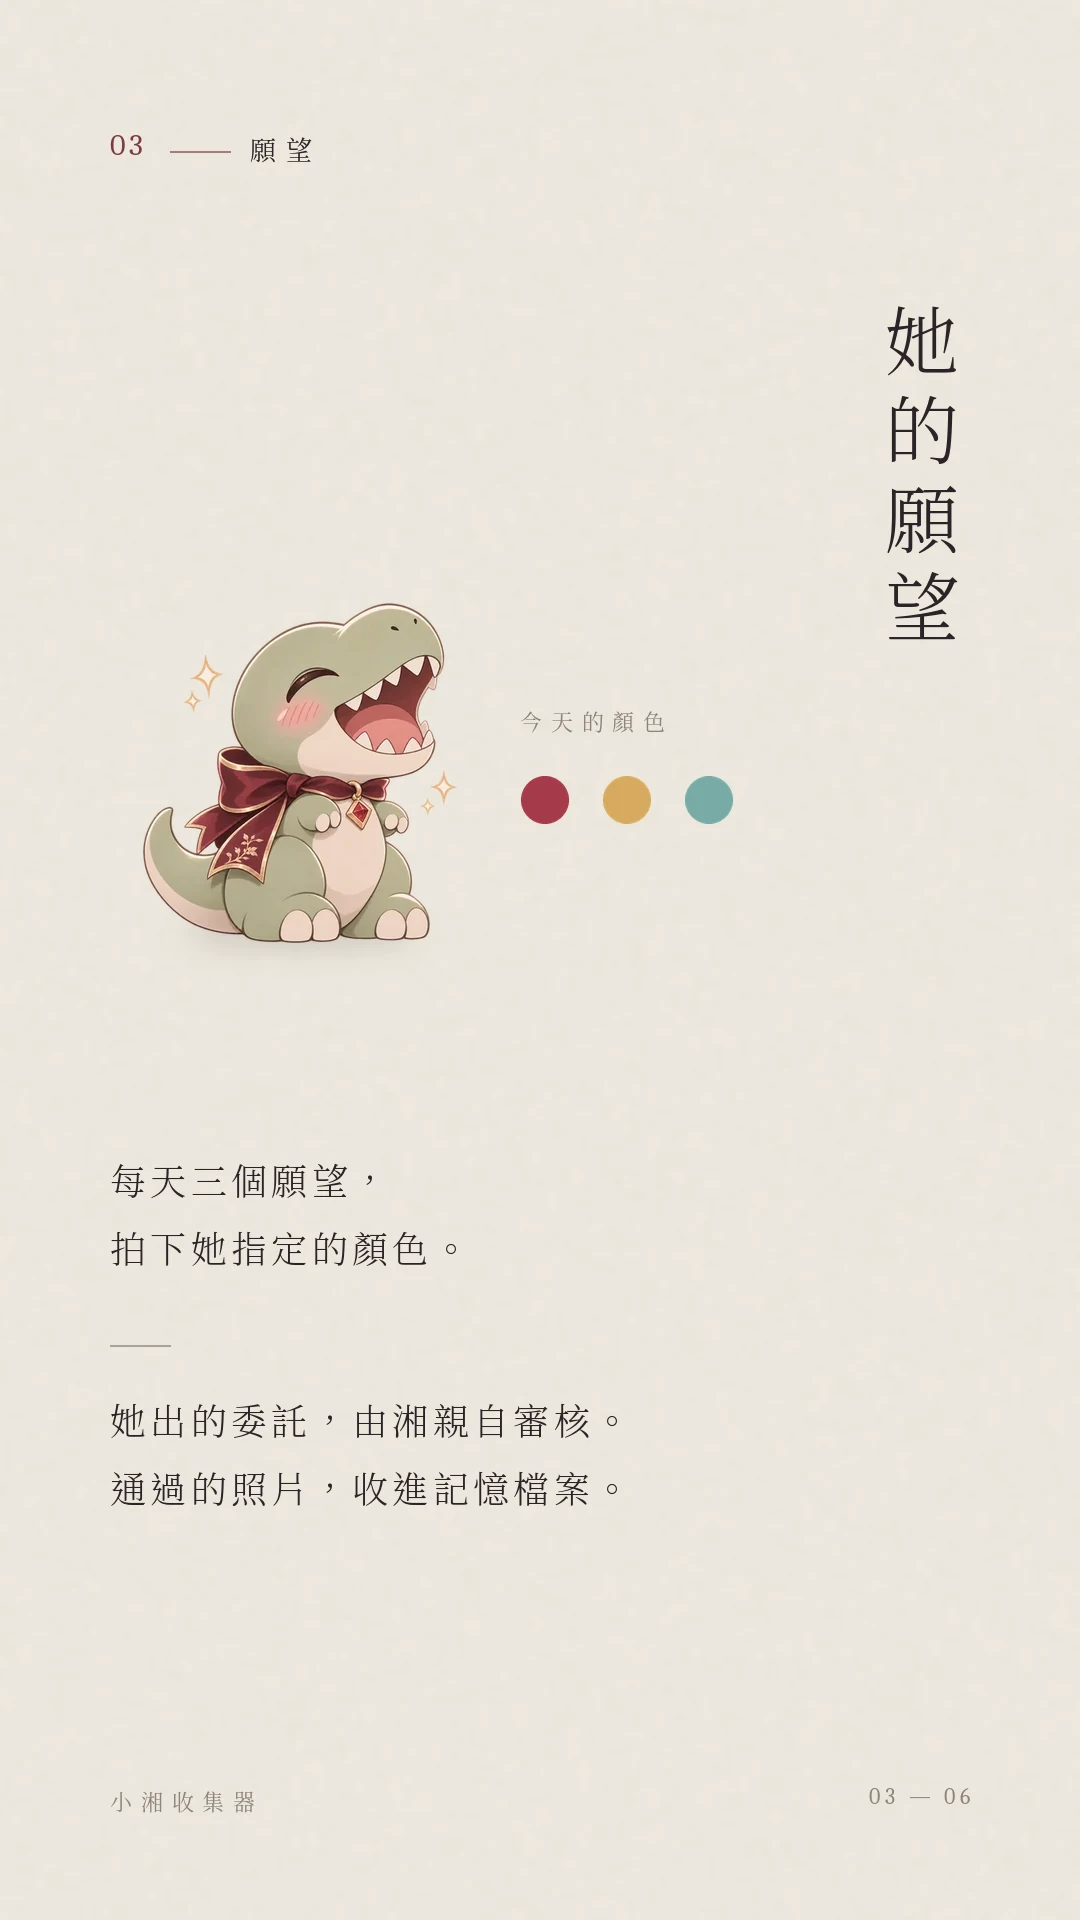 03 — 願望
她的願望
今天的顏色
每天三個願望，
拍下她指定的顏色。
她出的委託，由湘親自審核。
通過的照片，收進記憶檔案。
小湘收集器
03 — 06